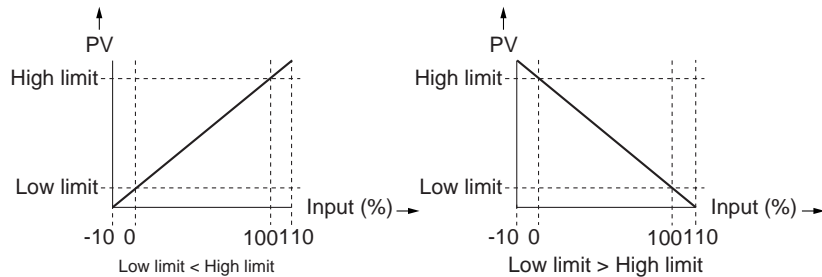 PV
High limit
Low limit
Input (%)
-10 0 100110
Low limit < High limit
PV
High limit
Low limit
Input (%)
-10 0 100110
Low limit > High limit